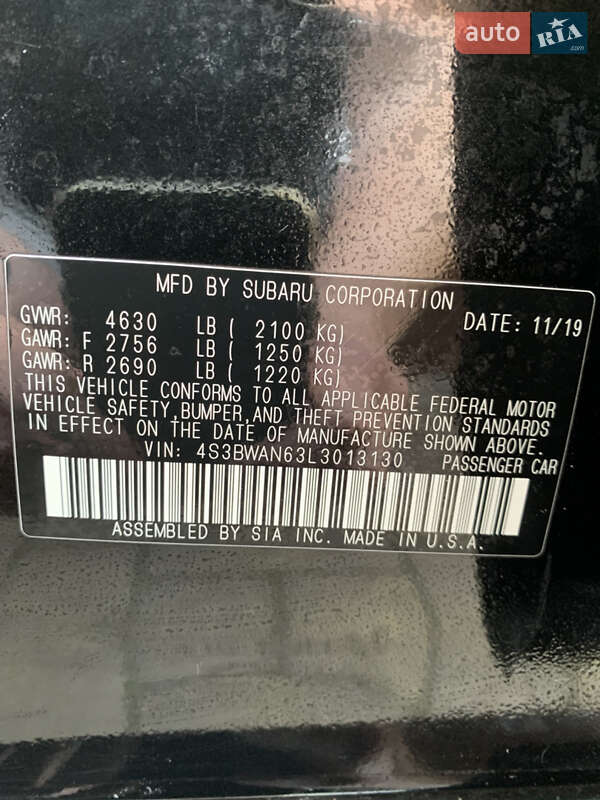 auto RIA.com
MFD BY SUBARU CORPORATION
GVWR: 4630 LB ( 2100 KG) DATE: 11/19
GAWR: F 2756 LB ( 1250 KG)
GAWR: R 2690 LB ( 1220 KG)
THIS VEHICLE CONFORMS TO ALL APPLICABLE FEDERAL MOTOR
VEHICLE SAFETY, BUMPER, AND THEFT PREVENTION STANDARDS
IN EFFECT ON THE DATE OF MANUFACTURE SHOWN ABOVE.
VIN: 4S3BWAN63L3013130 PASSENGER CAR
ASSEMBLED BY SIA INC. MADE IN U.S.A.